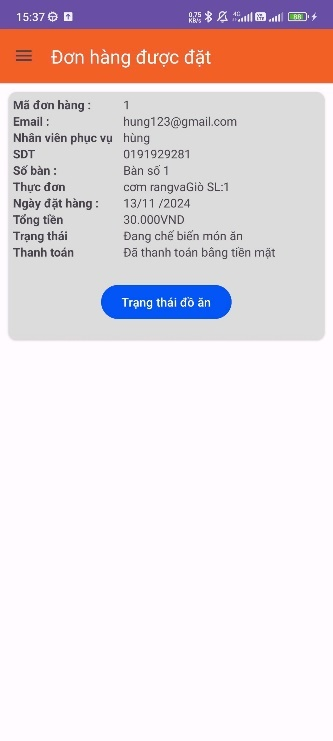 15:37 0.75 KB/s 4G 88
Đơn hàng được đặt
Mã đơn hàng : 1
Email : hung123@gmail.com
Nhân viên phục vụ hùng
SDT 0191929281
Số bàn : Bàn số 1
Thực đơn cơm rangvaGiò SL:1
Ngày đặt hàng : 13/11 /2024
Tổng tiền 30.000VND
Trạng thái Đang chế biến món ăn
Thanh toán Đã thanh toán bằng tiền mặt
Trạng thái đồ ăn